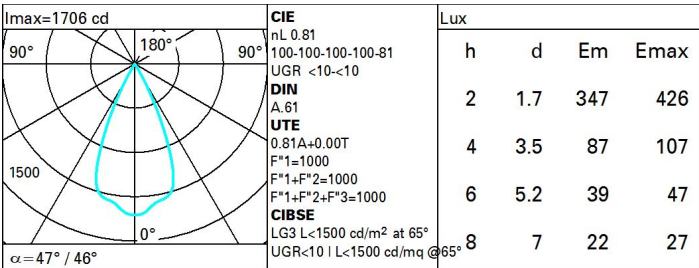 Imax=1706 cd
90°
180°
90°
1500
0°
α=47° / 46°
CIE
nL 0.81
100-100-100-100-81
UGR <10-<10
DIN
A.61
UTE
0.81A+0.00T
F"1=1000
F"1+F"2=1000
F"1+F"2+F"3=1000
CIBSE
LG3 L<1500 cd/m² at 65°
UGR<10 | L<1500 cd/mq @65°
Lux
h d Em Emax
2 1.7 347 426
4 3.5 87 107
6 5.2 39 47
8 7 22 27